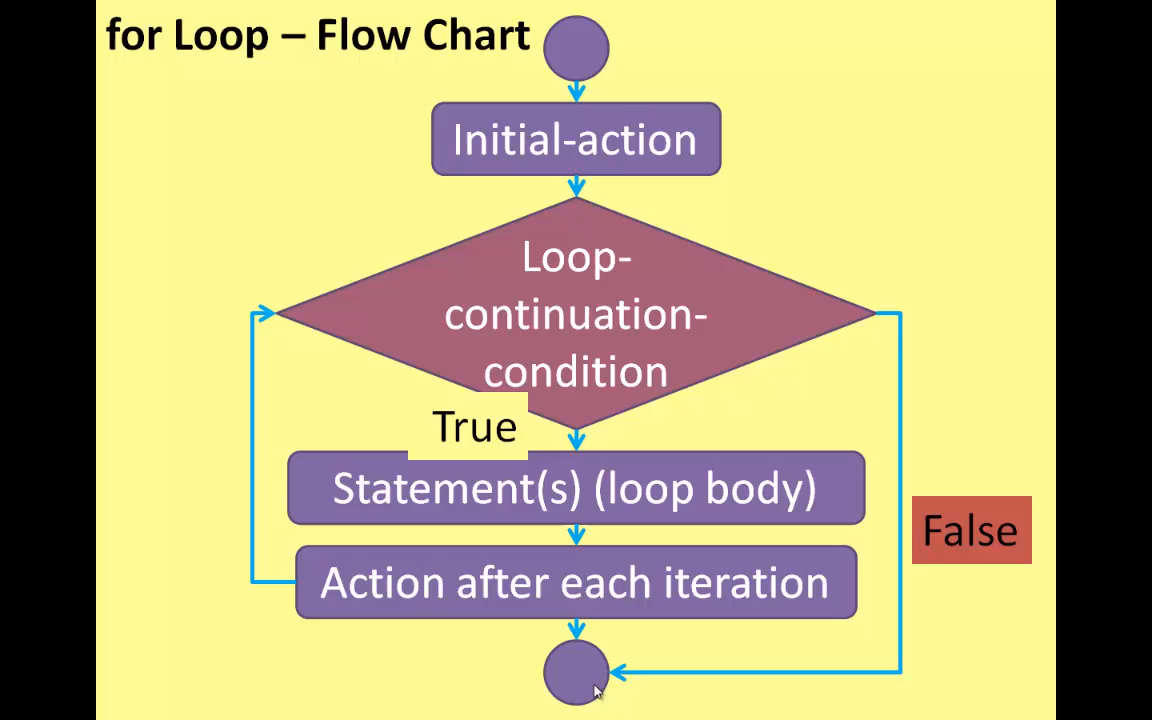 for Loop – Flow Chart
Initial-action
Loop-
continuation-
condition
True
Statement(s) (loop body)
False
Action after each iteration